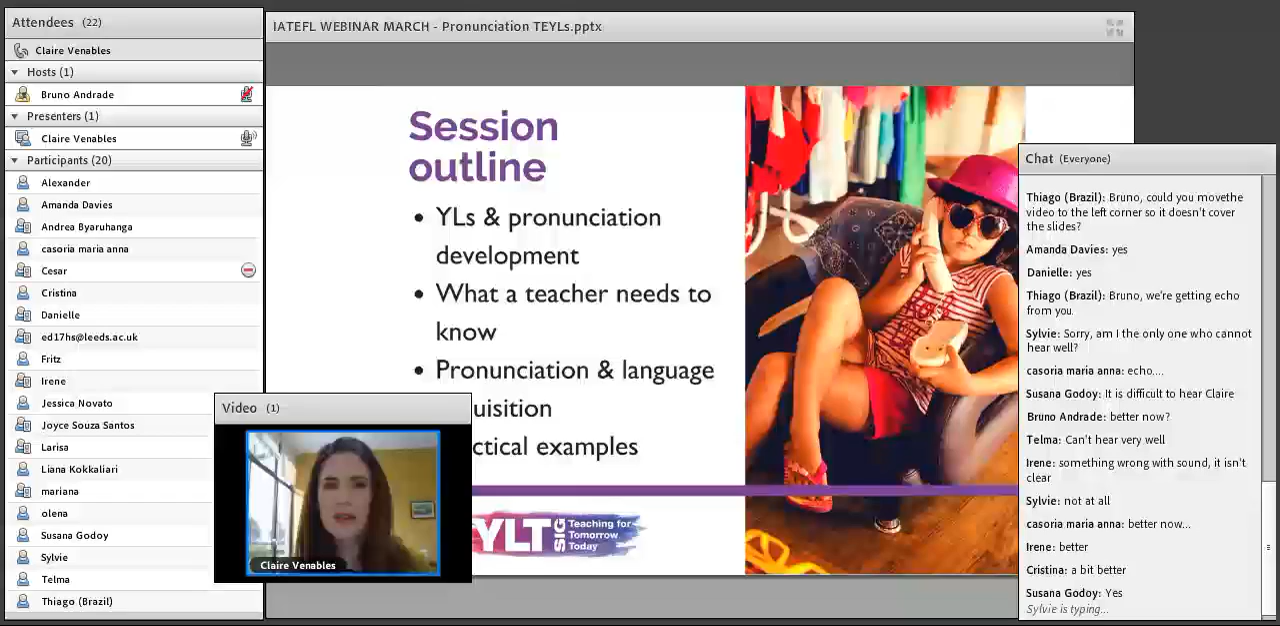 Attendees (22)
Claire Venables
Hosts (1)
Bruno Andrade
Presenters (1)
Claire Venables
Participants (20)
Alexander
Amanda Davies
Andrea Byaruhanga
casoria maria anna
Cesar
Cristina
Danielle
ed17hs@leeds.ac.uk
Fritz
Irene
Jessica Novato
Joyce Souza Santos
Larisa
Liana Kokkaliari
mariana
olena
Susana Godoy
Sylvie
Telma
Thiago (Brazil)
IATEFL WEBINAR MARCH - Pronunciation TEYLs.pptx
Session
outline
• YLs & pronunciation
development
• What a teacher needs to
know
• Pronunciation & language
uisition
ctical examples
YLT SIG
Teaching for
Tomorrow
Today
Video (1)
Claire Venables
Chat (Everyone)
Thiago (Brazil): Bruno, could you movethe
video to the left corner so it doesn't cover
the slides?
Amanda Davies: yes
Danielle: yes
Thiago (Brazil): Bruno, we're getting echo
from you.
Sylvie: Sorry, am I the only one who cannot
hear well?
casoria maria anna: echo....
Susana Godoy: It is difficult to hear Claire
Bruno Andrade: better now?
Telma: Can't hear very well
Irene: something wrong with sound, it isn't
clear
Sylvie: not at all
casoria maria anna: better now...
Irene: better
Cristina: a bit better
Susana Godoy: Yes
Sylvie is typing...